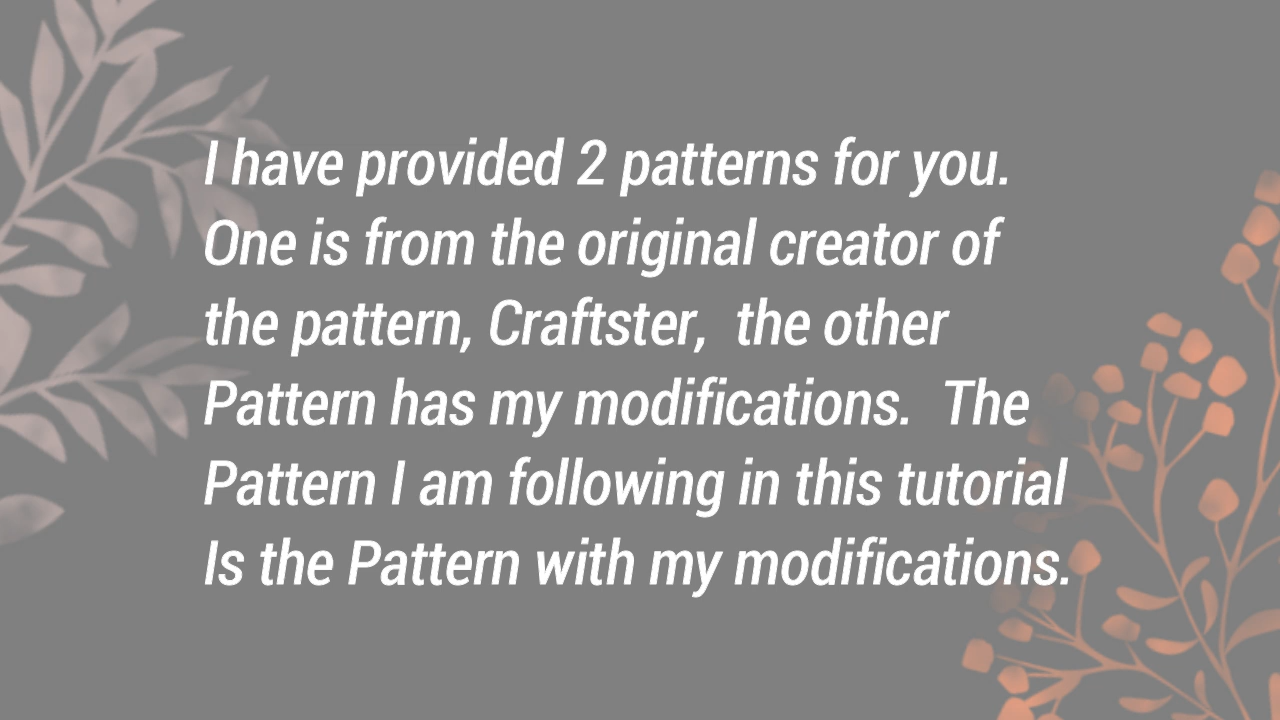 I have provided 2 patterns for you.
One is from the original creator of
the pattern, Craftster,  the other
Pattern has my modifications.  The
Pattern I am following in this tutorial
Is the Pattern with my modifications.